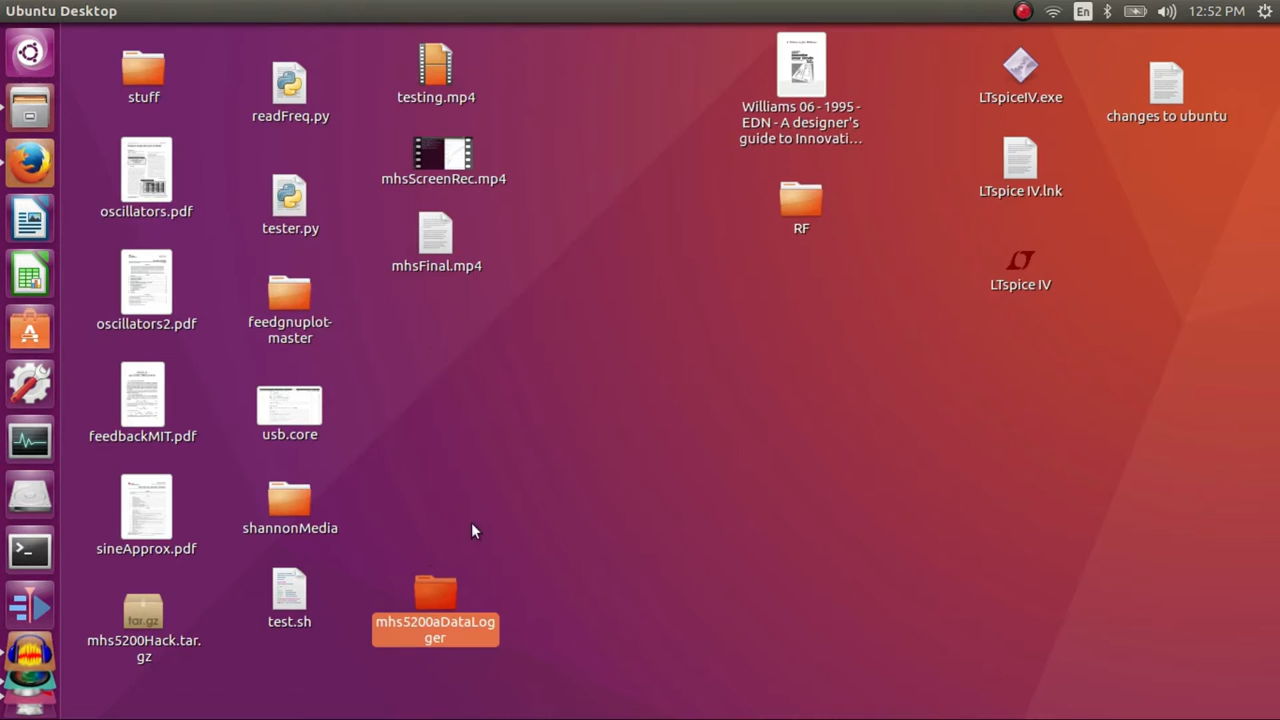 Ubuntu Desktop
En
12:52 PM
stuff
oscillators.pdf
oscillators2.pdf
feedbackMIT.pdf
sineApprox.pdf
mhs5200Hack.tar.
gz
tar.gz
readFreq.py
tester.py
feedgnuplot-
master
usb.core
shannonMedia
test.sh
testing.mp4
mhsScreenRec.mp4
mhsFinal.mp4
mhs5200aDataLog
ger
Williams 06 - 1995 -
EDN - A designer's
guide to Innovati...
RF
LTspiceIV.exe
LTspice IV.lnk
LTspice IV
changes to ubuntu